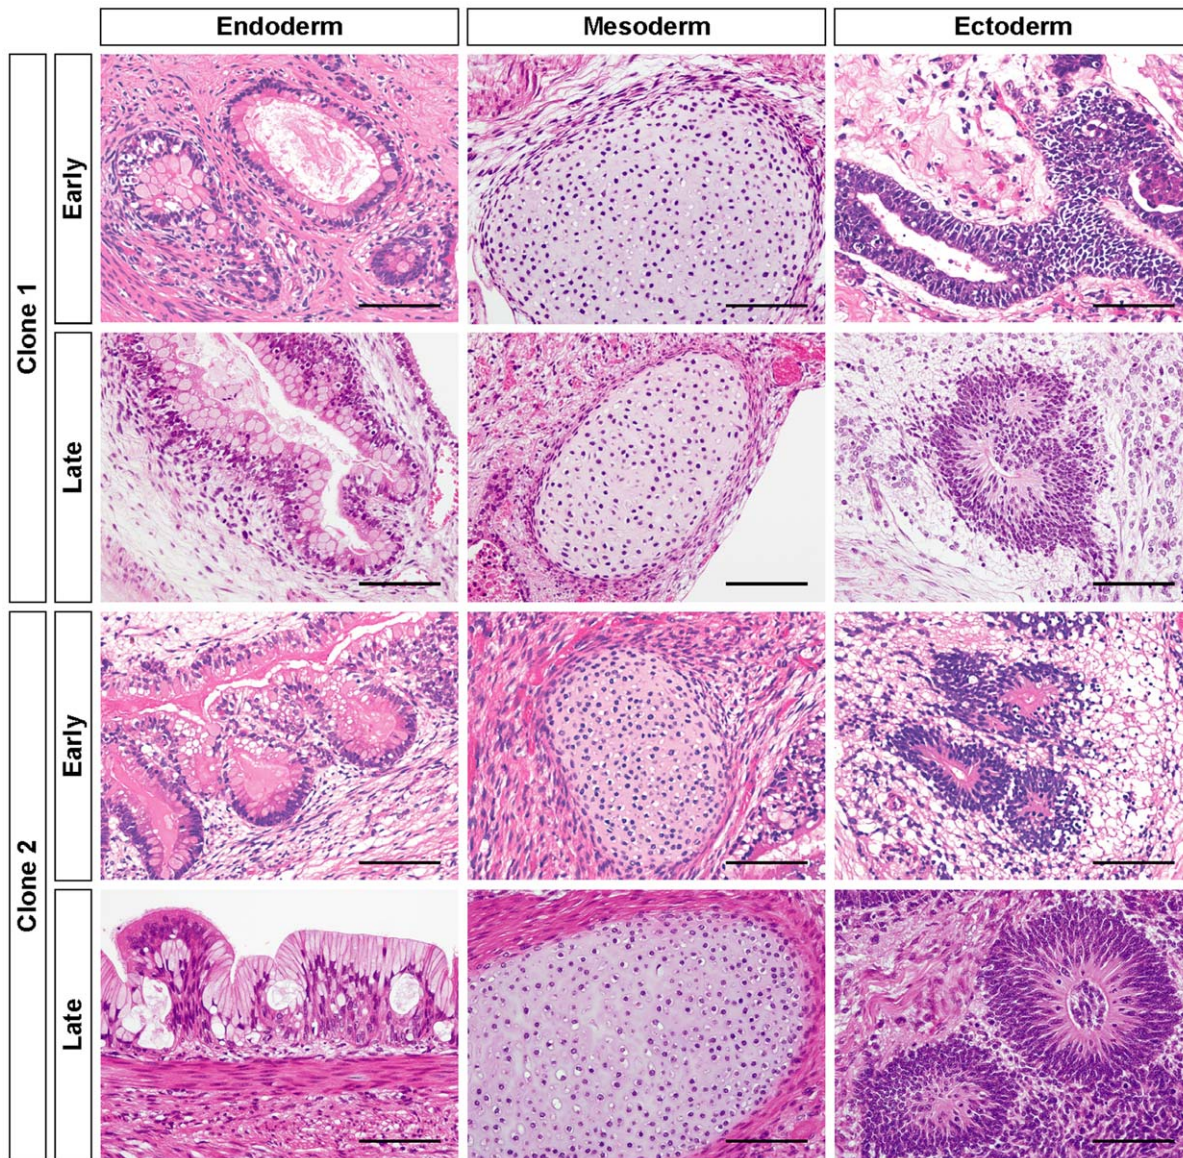 Endoderm
Mesoderm
Ectoderm
Clone 1
Early
Late
Clone 2
Early
Late